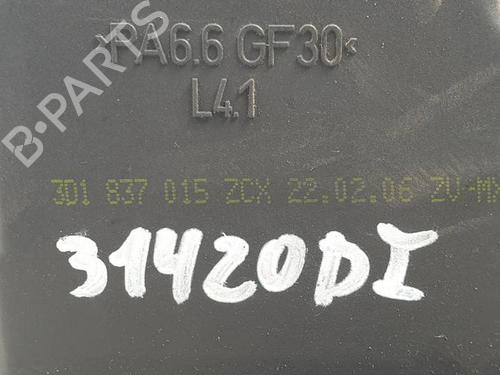 >PA6.6 GF30<
L4.1
B-PARTS
3D1 837 015 ZCX 22.02.06
31420DI